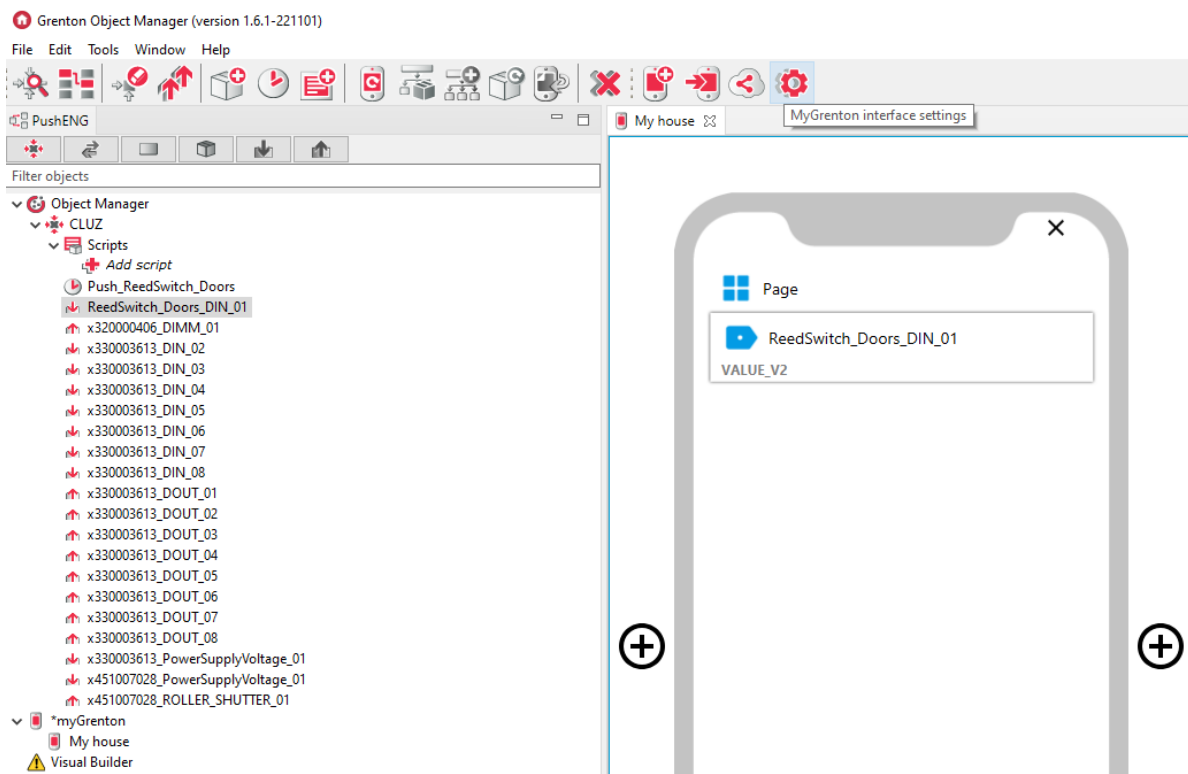 Grenton Object Manager (version 1.6.1-221101)
File Edit Tools Window Help
PushENG
My house
MyGrenton interface settings
Filter objects
Object Manager
CLUZ
Scripts
Add script
Push_ReedSwitch_Doors
ReedSwitch_Doors_DIN_01
x320000406_DIMM_01
x330003613_DIN_02
x330003613_DIN_03
x330003613_DIN_04
x330003613_DIN_05
x330003613_DIN_06
x330003613_DIN_07
x330003613_DIN_08
x330003613_DOUT_01
x330003613_DOUT_02
x330003613_DOUT_03
x330003613_DOUT_04
x330003613_DOUT_05
x330003613_DOUT_06
x330003613_DOUT_07
x330003613_DOUT_08
x330003613_PowerSupplyVoltage_01
x451007028_PowerSupplyVoltage_01
x451007028_ROLLER_SHUTTER_01
*myGrenton
My house
Visual Builder
Page
ReedSwitch_Doors_DIN_01
VALUE_V2